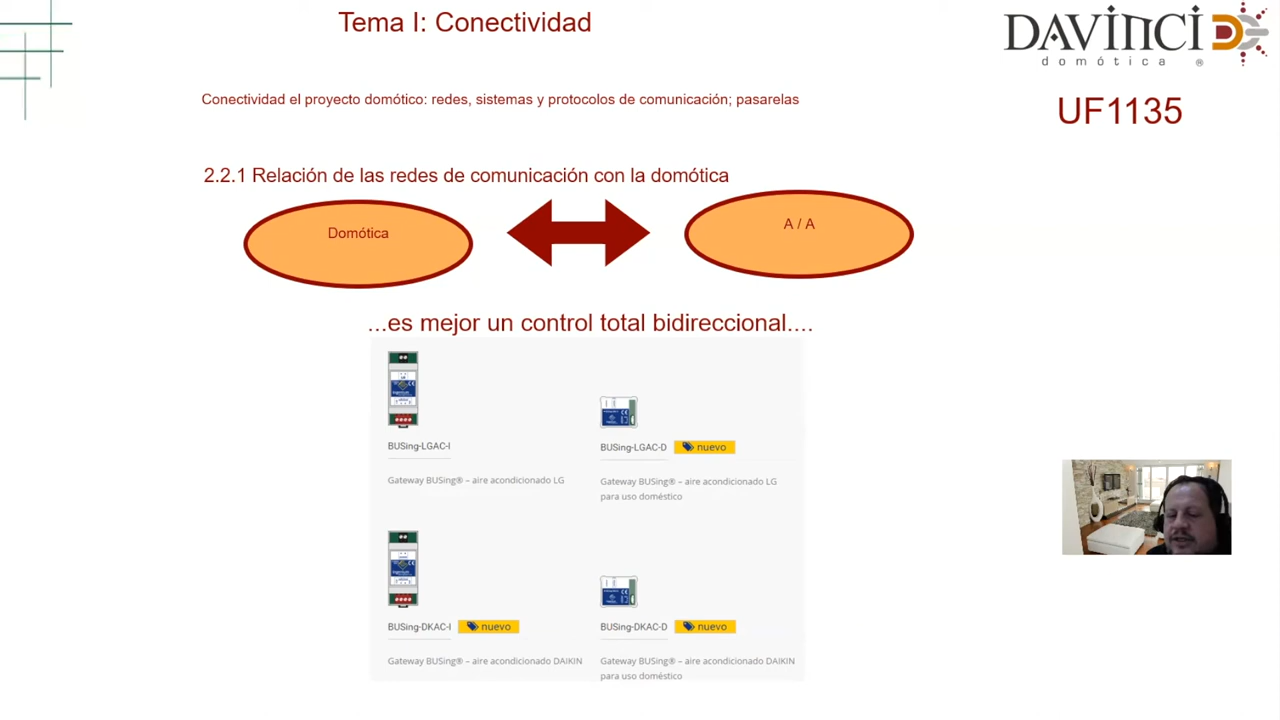 Tema I: Conectividad
DAVINCI
domótica ®
Conectividad el proyecto domótico: redes, sistemas y protocolos de comunicación; pasarelas
UF1135
2.2.1 Relación de las redes de comunicación con la domótica
Domótica
A / A
...es mejor un control total bidireccional....
BUSing-LGAC-I
BUSing-LGAC-D nuevo
Gateway BUSing® – aire acondicionado LG
Gateway BUSing® – aire acondicionado LG
para uso doméstico
BUSing-DKAC-I nuevo
BUSing-DKAC-D nuevo
Gateway BUSing® – aire acondicionado DAIKIN
Gateway BUSing® – aire acondicionado DAIKIN
para uso doméstico